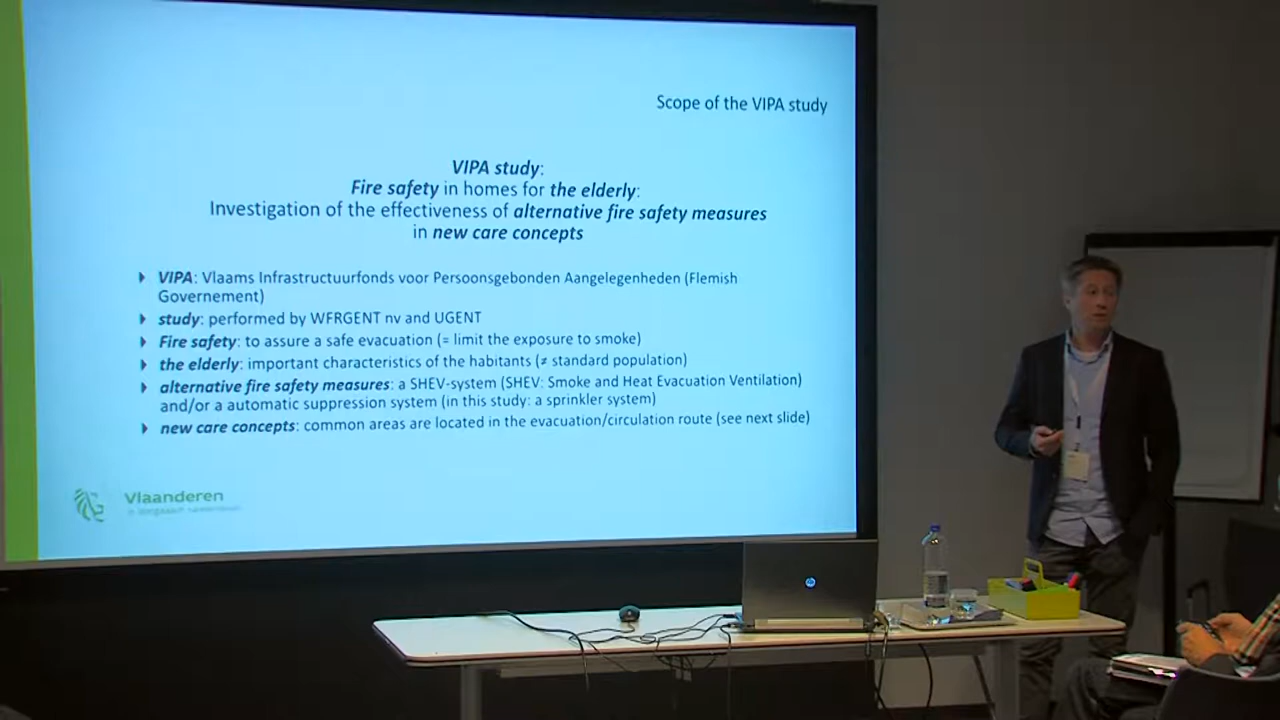 Scope of the VIPA study
VIPA study:
Fire safety in homes for the elderly:
Investigation of the effectiveness of alternative fire safety measures
in new care concepts
VIPA: Vlaams Infrastructuurfonds voor Persoonsgebonden Aangelegenheden (Flemish
Governement)
study: performed by WFRGENT nv and UGENT
Fire safety: to assure a safe evacuation (= limit the exposure to smoke)
the elderly: important characteristics of the habitants (≠ standard population)
alternative fire safety measures: a SHEV-system (SHEV: Smoke and Heat Evacuation Ventilation)
and/or a automatic suppression system (in this study: a sprinkler system)
new care concepts: common areas are located in the evacuation/circulation route (see next slide)
Vlaanderen
hp